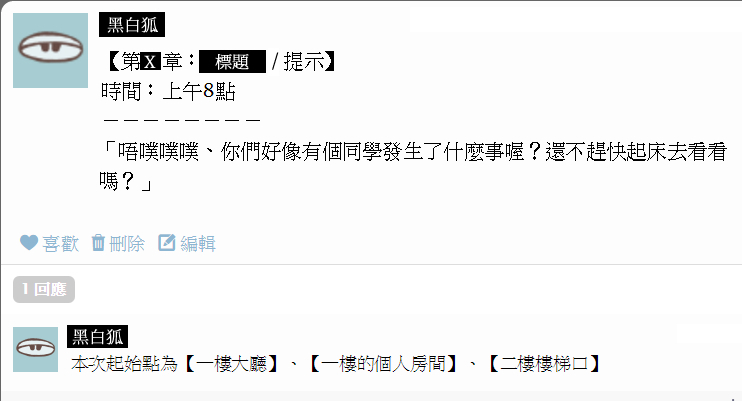 黑白狐
【第X章：標題 / 提示】
時間：上午8點
－－－－－－－－
「唔噗噗噗、你們好像有個同學發生了什麼事喔？還不趕快起床去看看
嗎？」
喜歡 刪除 編輯
1 回應
黑白狐
本次起始點為【一樓大廳】、【一樓的個人房間】、【二樓樓梯口】